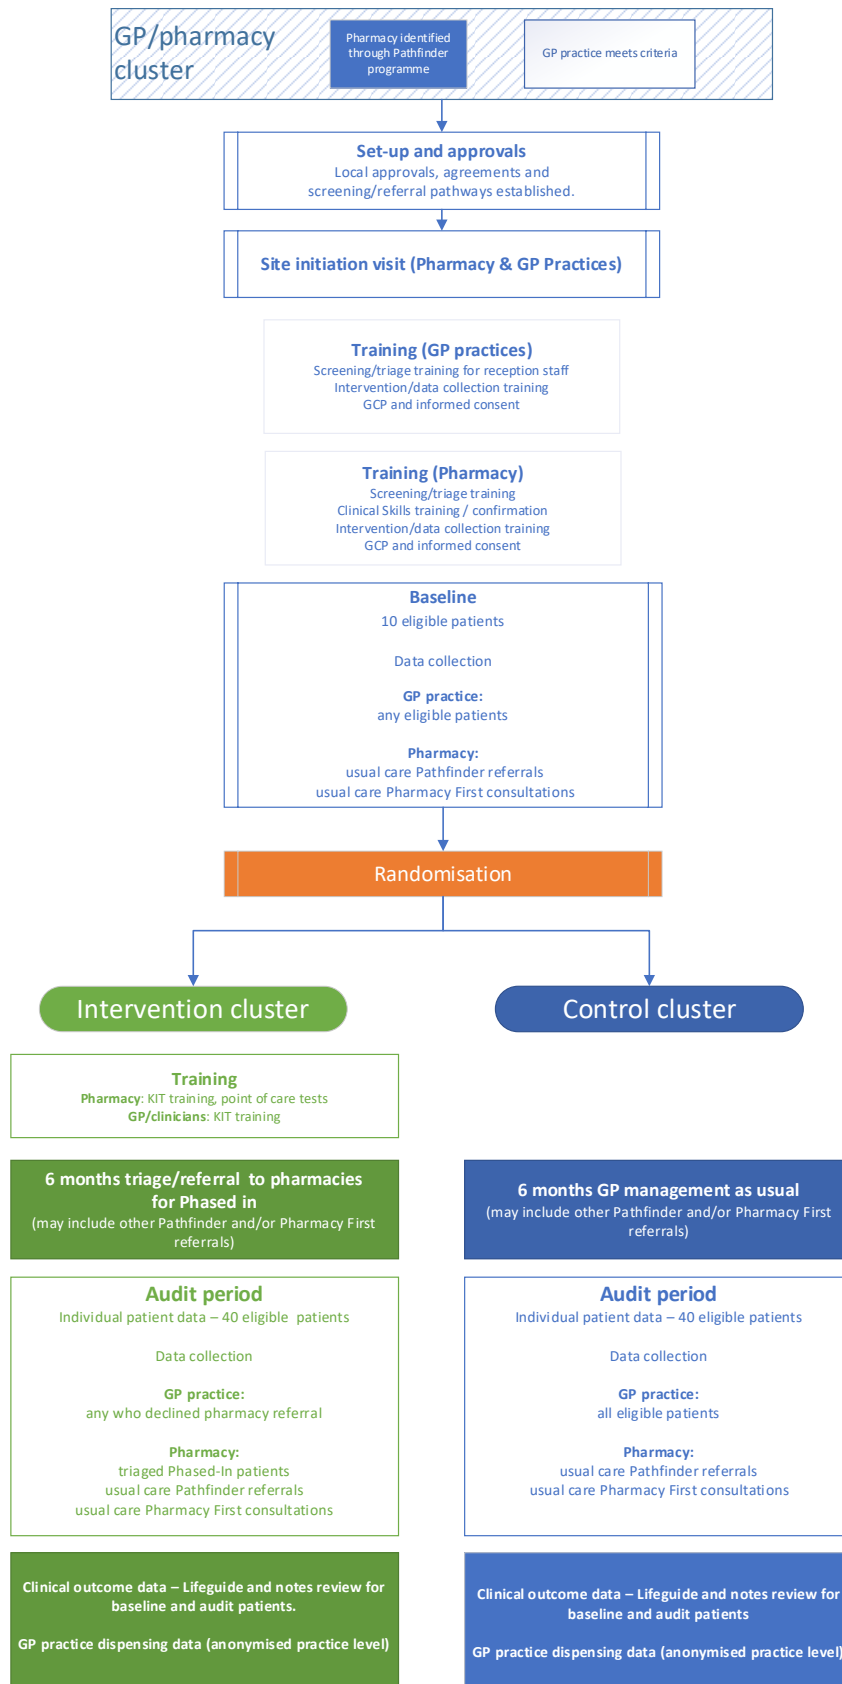 GP/pharmacy
cluster
Pharmacy identified
through Pathfinder
programme
GP practice meets criteria
Set-up and approvals
Local approvals, agreements and
screening/referral pathways established.
Site initiation visit (Pharmacy & GP Practices)
Training (GP practices)
Screening/triage training for reception staff
Intervention/data collection training
GCP and informed consent
Training (Pharmacy)
Screening/triage training
Clinical Skills training / confirmation
Intervention/data collection training
GCP and informed consent
Baseline
10 eligible patients
Data collection
GP practice:
any eligible patients
Pharmacy:
usual care Pathfinder referrals
usual care Pharmacy First consultations
Randomisation
Intervention cluster
Training
Pharmacy: KIT training, point of care tests
GP/clinicians: KIT training
6 months triage/referral to pharmacies
for Phased in
(may include other Pathfinder and/or Pharmacy First
referrals)
Audit period
Individual patient data – 40 eligible patients
Data collection
GP practice:
any who declined pharmacy referral
Pharmacy:
triaged Phased-In patients
usual care Pathfinder referrals
usual care Pharmacy First consultations
Clinical outcome data – Lifeguide and notes review for
baseline and audit patients.
GP practice dispensing data (anonymised practice level)
Control cluster
6 months GP management as usual
(may include other Pathfinder and/or Pharmacy First
referrals)
Audit period
Individual patient data – 40 eligible patients
Data collection
GP practice:
all eligible patients
Pharmacy:
usual care Pathfinder referrals
usual care Pharmacy First consultations
Clinical outcome data – Lifeguide and notes review for
baseline and audit patients
GP practice dispensing data (anonymised practice level)